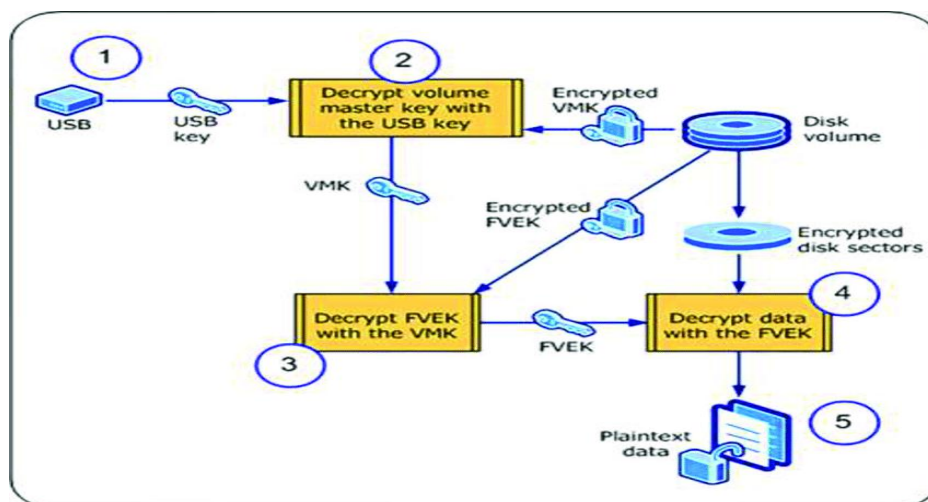 1
USB
USB
key
2
Decrypt volume
master key with
the USB key
Encrypted
VMK
Disk
volume
VMK
Encrypted
FVEK
Encrypted
disk sectors
Decrypt FVEK
with the VMK
3
FVEK
4
Decrypt data
with the FVEK
5
Plaintext
data